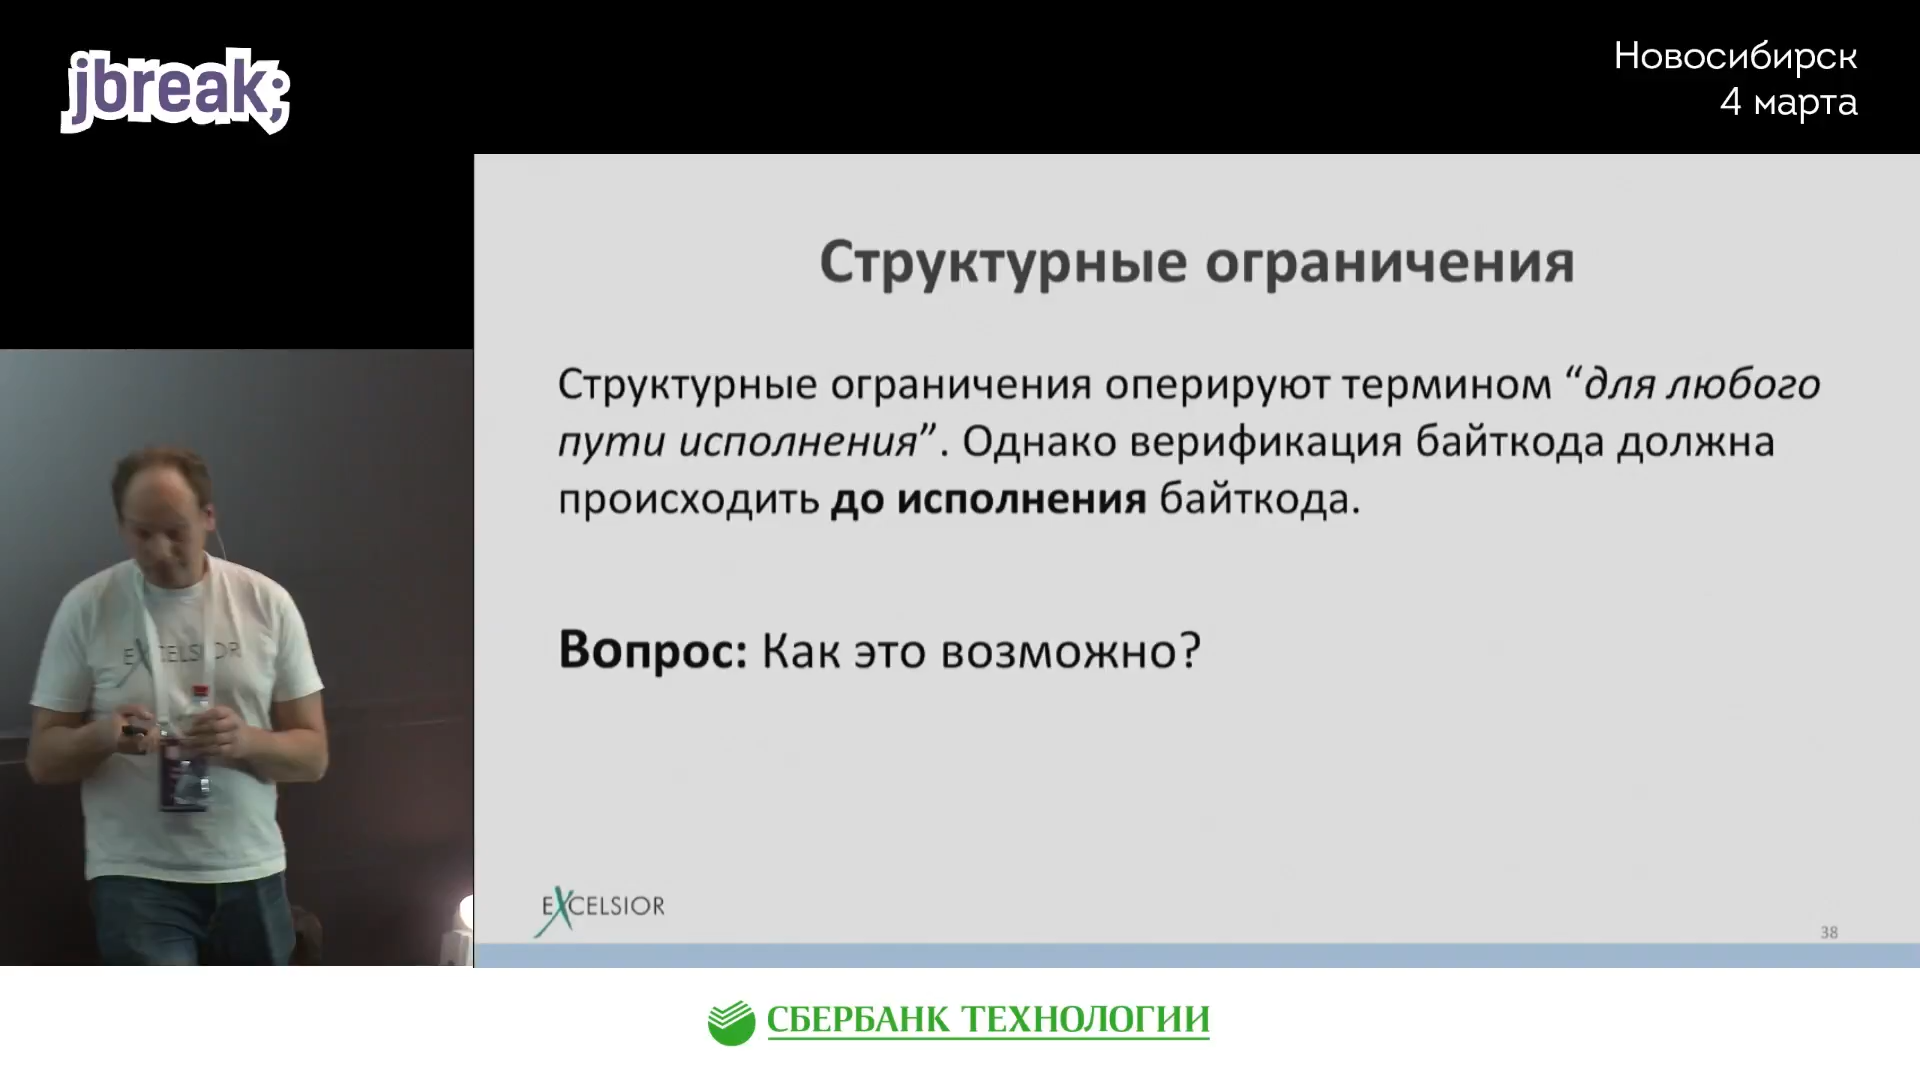 jbreak;
Новосибирск
4 марта
Структурные ограничения
Структурные ограничения оперируют термином “для любого
пути исполнения”. Однако верификация байткода должна
происходить до исполнения байткода.
Вопрос: Как это возможно?
EXCELSIOR
EXCELSIOR
38
СБЕРБАНК ТЕХНОЛОГИИ